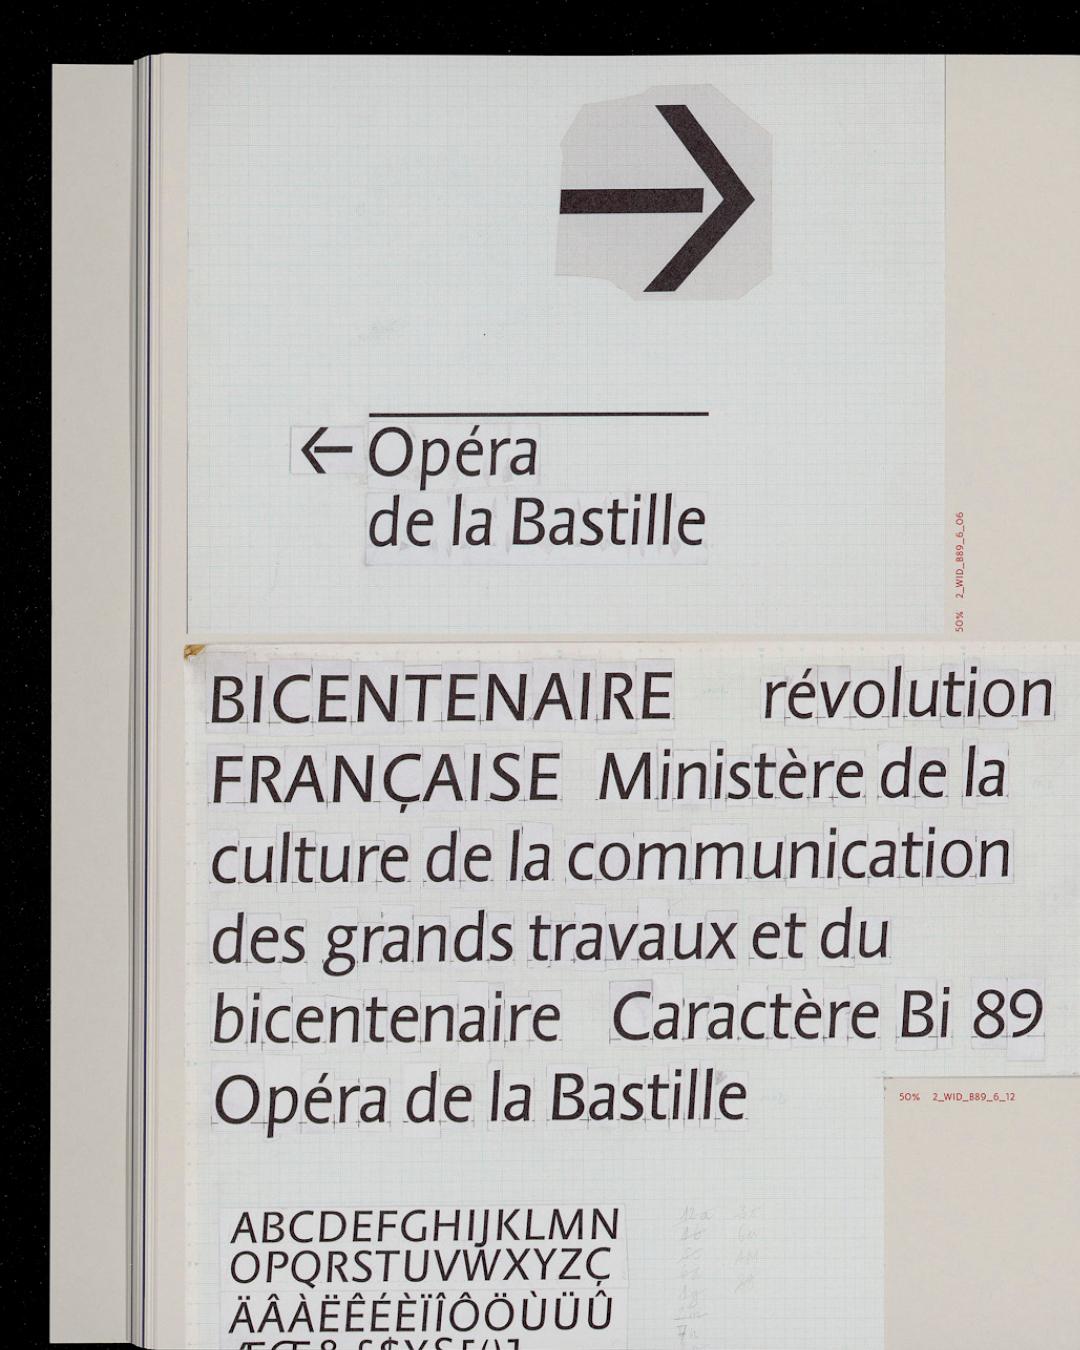 →
← Opéra
de la Bastille
50% 2_WID_B89_6_06
BICENTENAIRE révolution
FRANÇAISE Ministère de la
culture de la communication
des grands travaux et du
bicentenaire Caractère Bi 89
Opéra de la Bastille
50% 2_WID_B89_6_12
ABCDEFGHIJKLMN
OPQRSTUVWXYZÇ
ÄÂÀËÊÉÈÏÎÔÖÙÜÛ